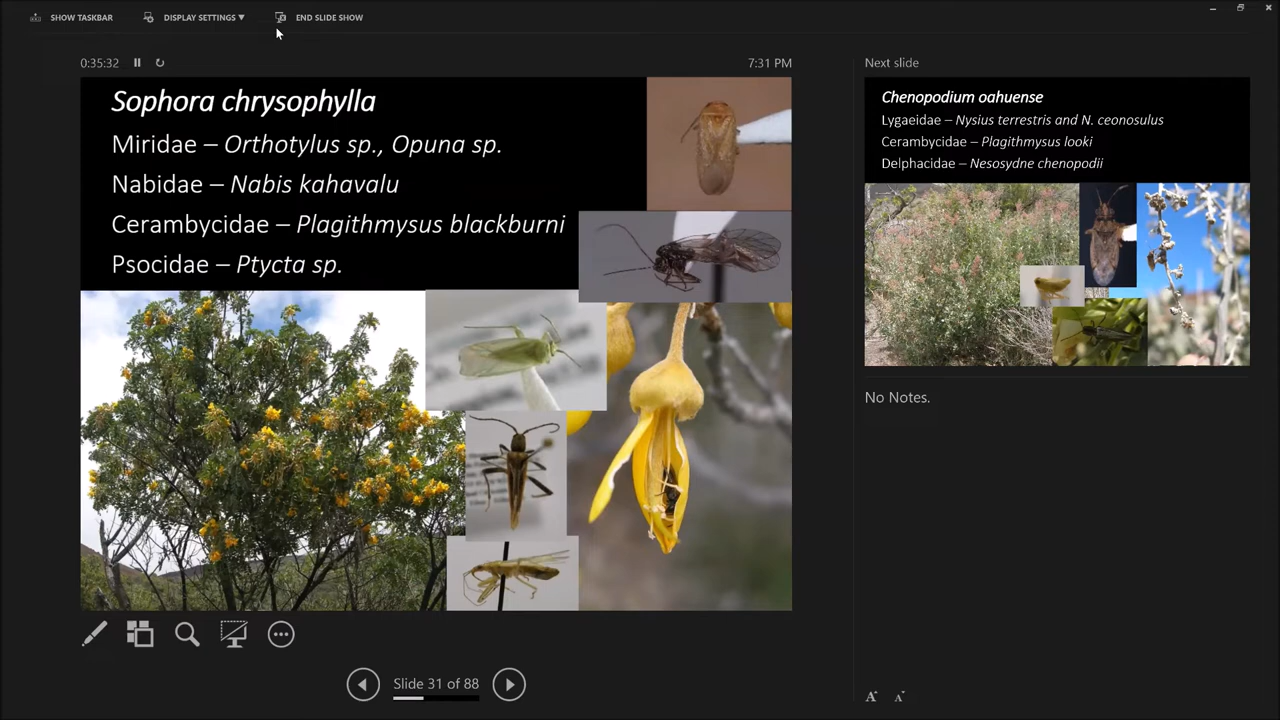 SHOW TASKBAR
DISPLAY SETTINGS ▼
END SLIDE SHOW
0:35:32
7:31 PM
Sophora chrysophylla
Miridae – Orthotylus sp., Opuna sp.
Nabidae – Nabis kahavalu
Cerambycidae – Plagithmysus blackburni
Psocidae – Ptycta sp.
Slide 31 of 88
Next slide
Chenopodium oahuense
Lygaeidae – Nysius terrestris and N. ceonosulus
Cerambycidae – Plagithmysus looki
Delphacidae – Nesosydne chenopodii
No Notes.
A A